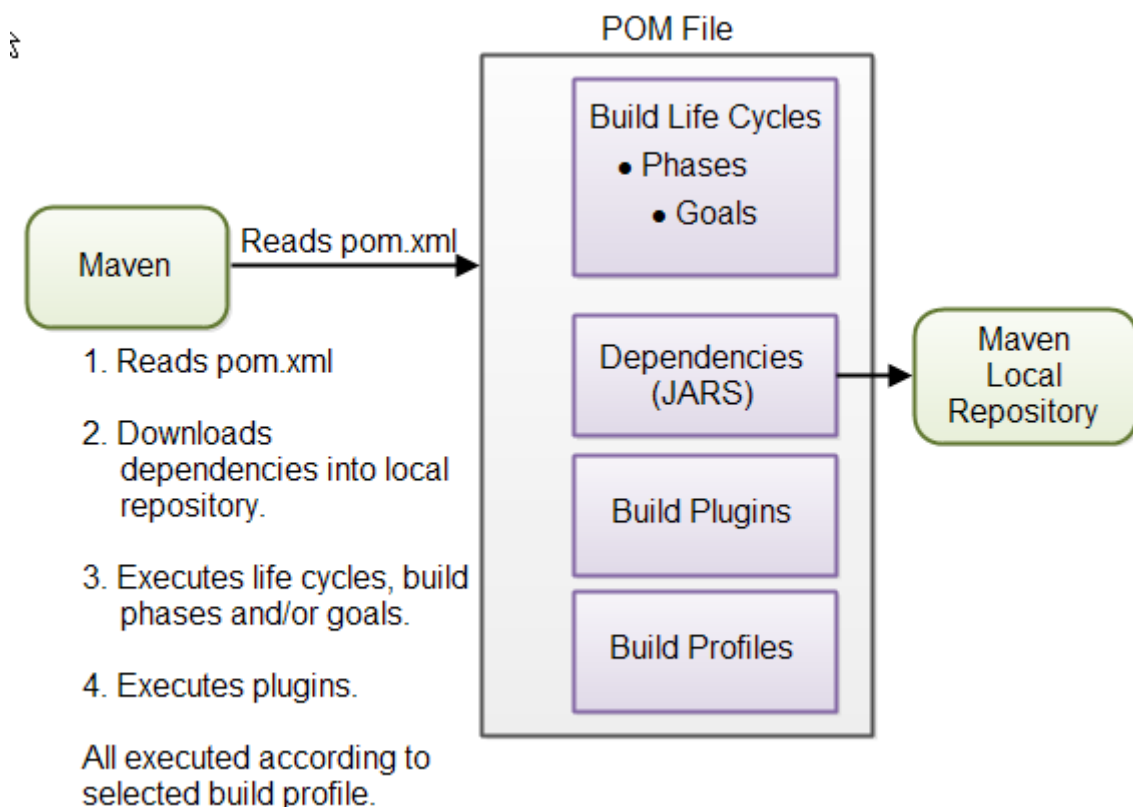 POM File
Build Life Cycles
● Phases
● Goals
Maven
Reads pom.xml
Dependencies
(JARS)
Maven
Local
Repository
Build Plugins
Build Profiles
1. Reads pom.xml
2. Downloads
dependencies into local
repository.
3. Executes life cycles, build
phases and/or goals.
4. Executes plugins.
All executed according to
selected build profile.